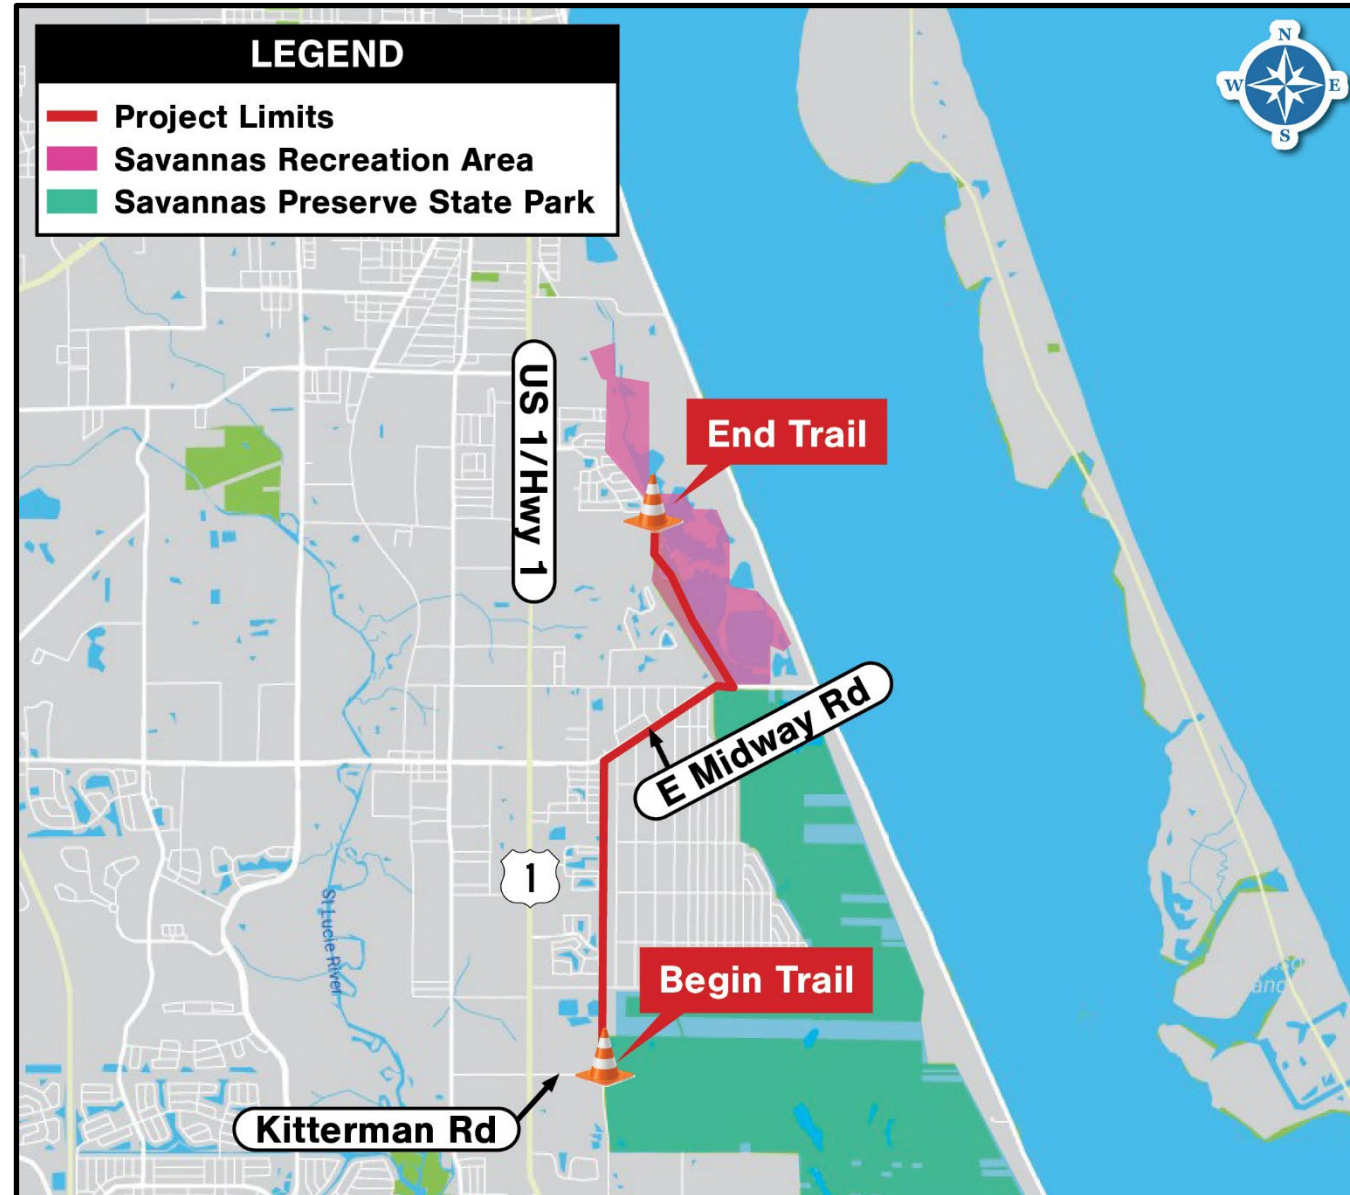 LEGEND
Project Limits
Savannas Recreation Area
Savannas Preserve State Park
N
W
E
S
US 1/Hwy 1
End Trail
E Midway Rd
1
St Lucie River
Begin Trail
Kitterman Rd